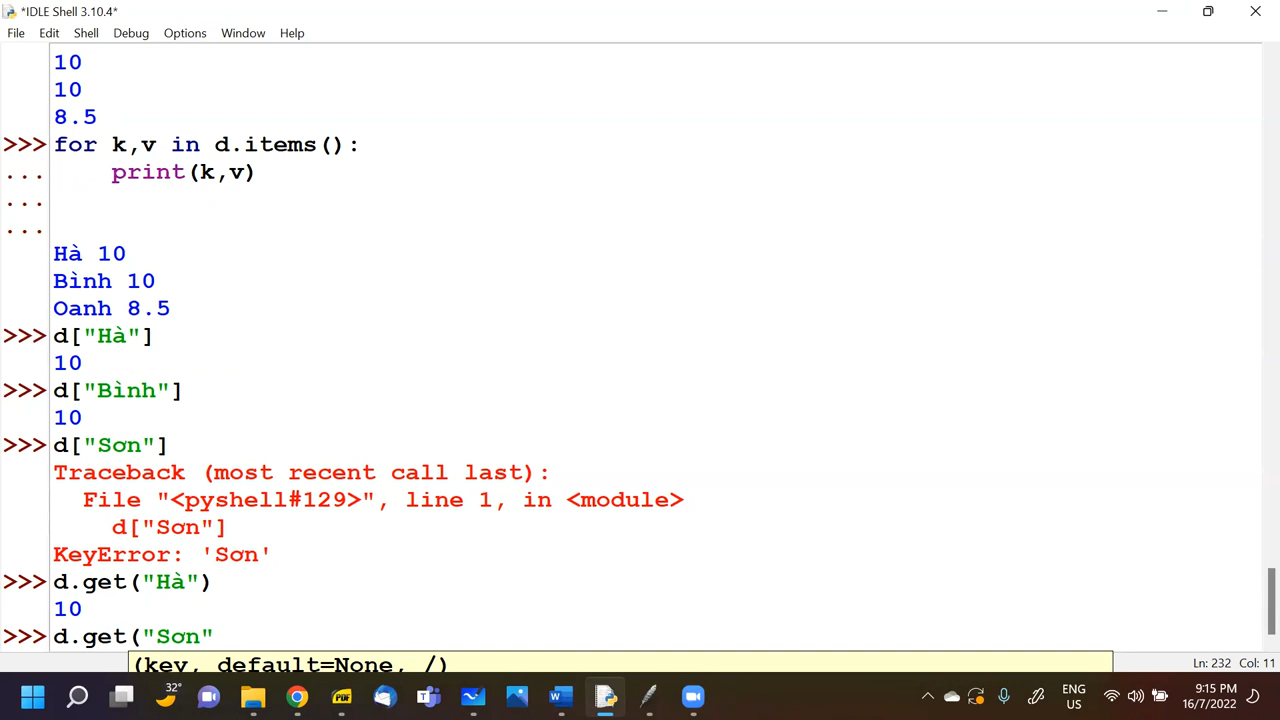 *IDLE Shell 3.10.4*
File Edit Shell Debug Options Window Help
10
10
8.5
>>> for k,v in d.items():
... print(k,v)
...
...
Hà 10
Bình 10
Oanh 8.5
>>> d["Hà"]
10
>>> d["Bình"]
10
>>> d["Sơn"]
Traceback (most recent call last):
File "<pyshell#129>", line 1, in <module>
d["Sơn"]
KeyError: 'Sơn'
>>> d.get("Hà")
10
>>> d.get("Sơn"
(key, default=None, /)
Ln: 232 Col: 11
32°
PDF
ENG
US
9:15 PM
16/7/2022